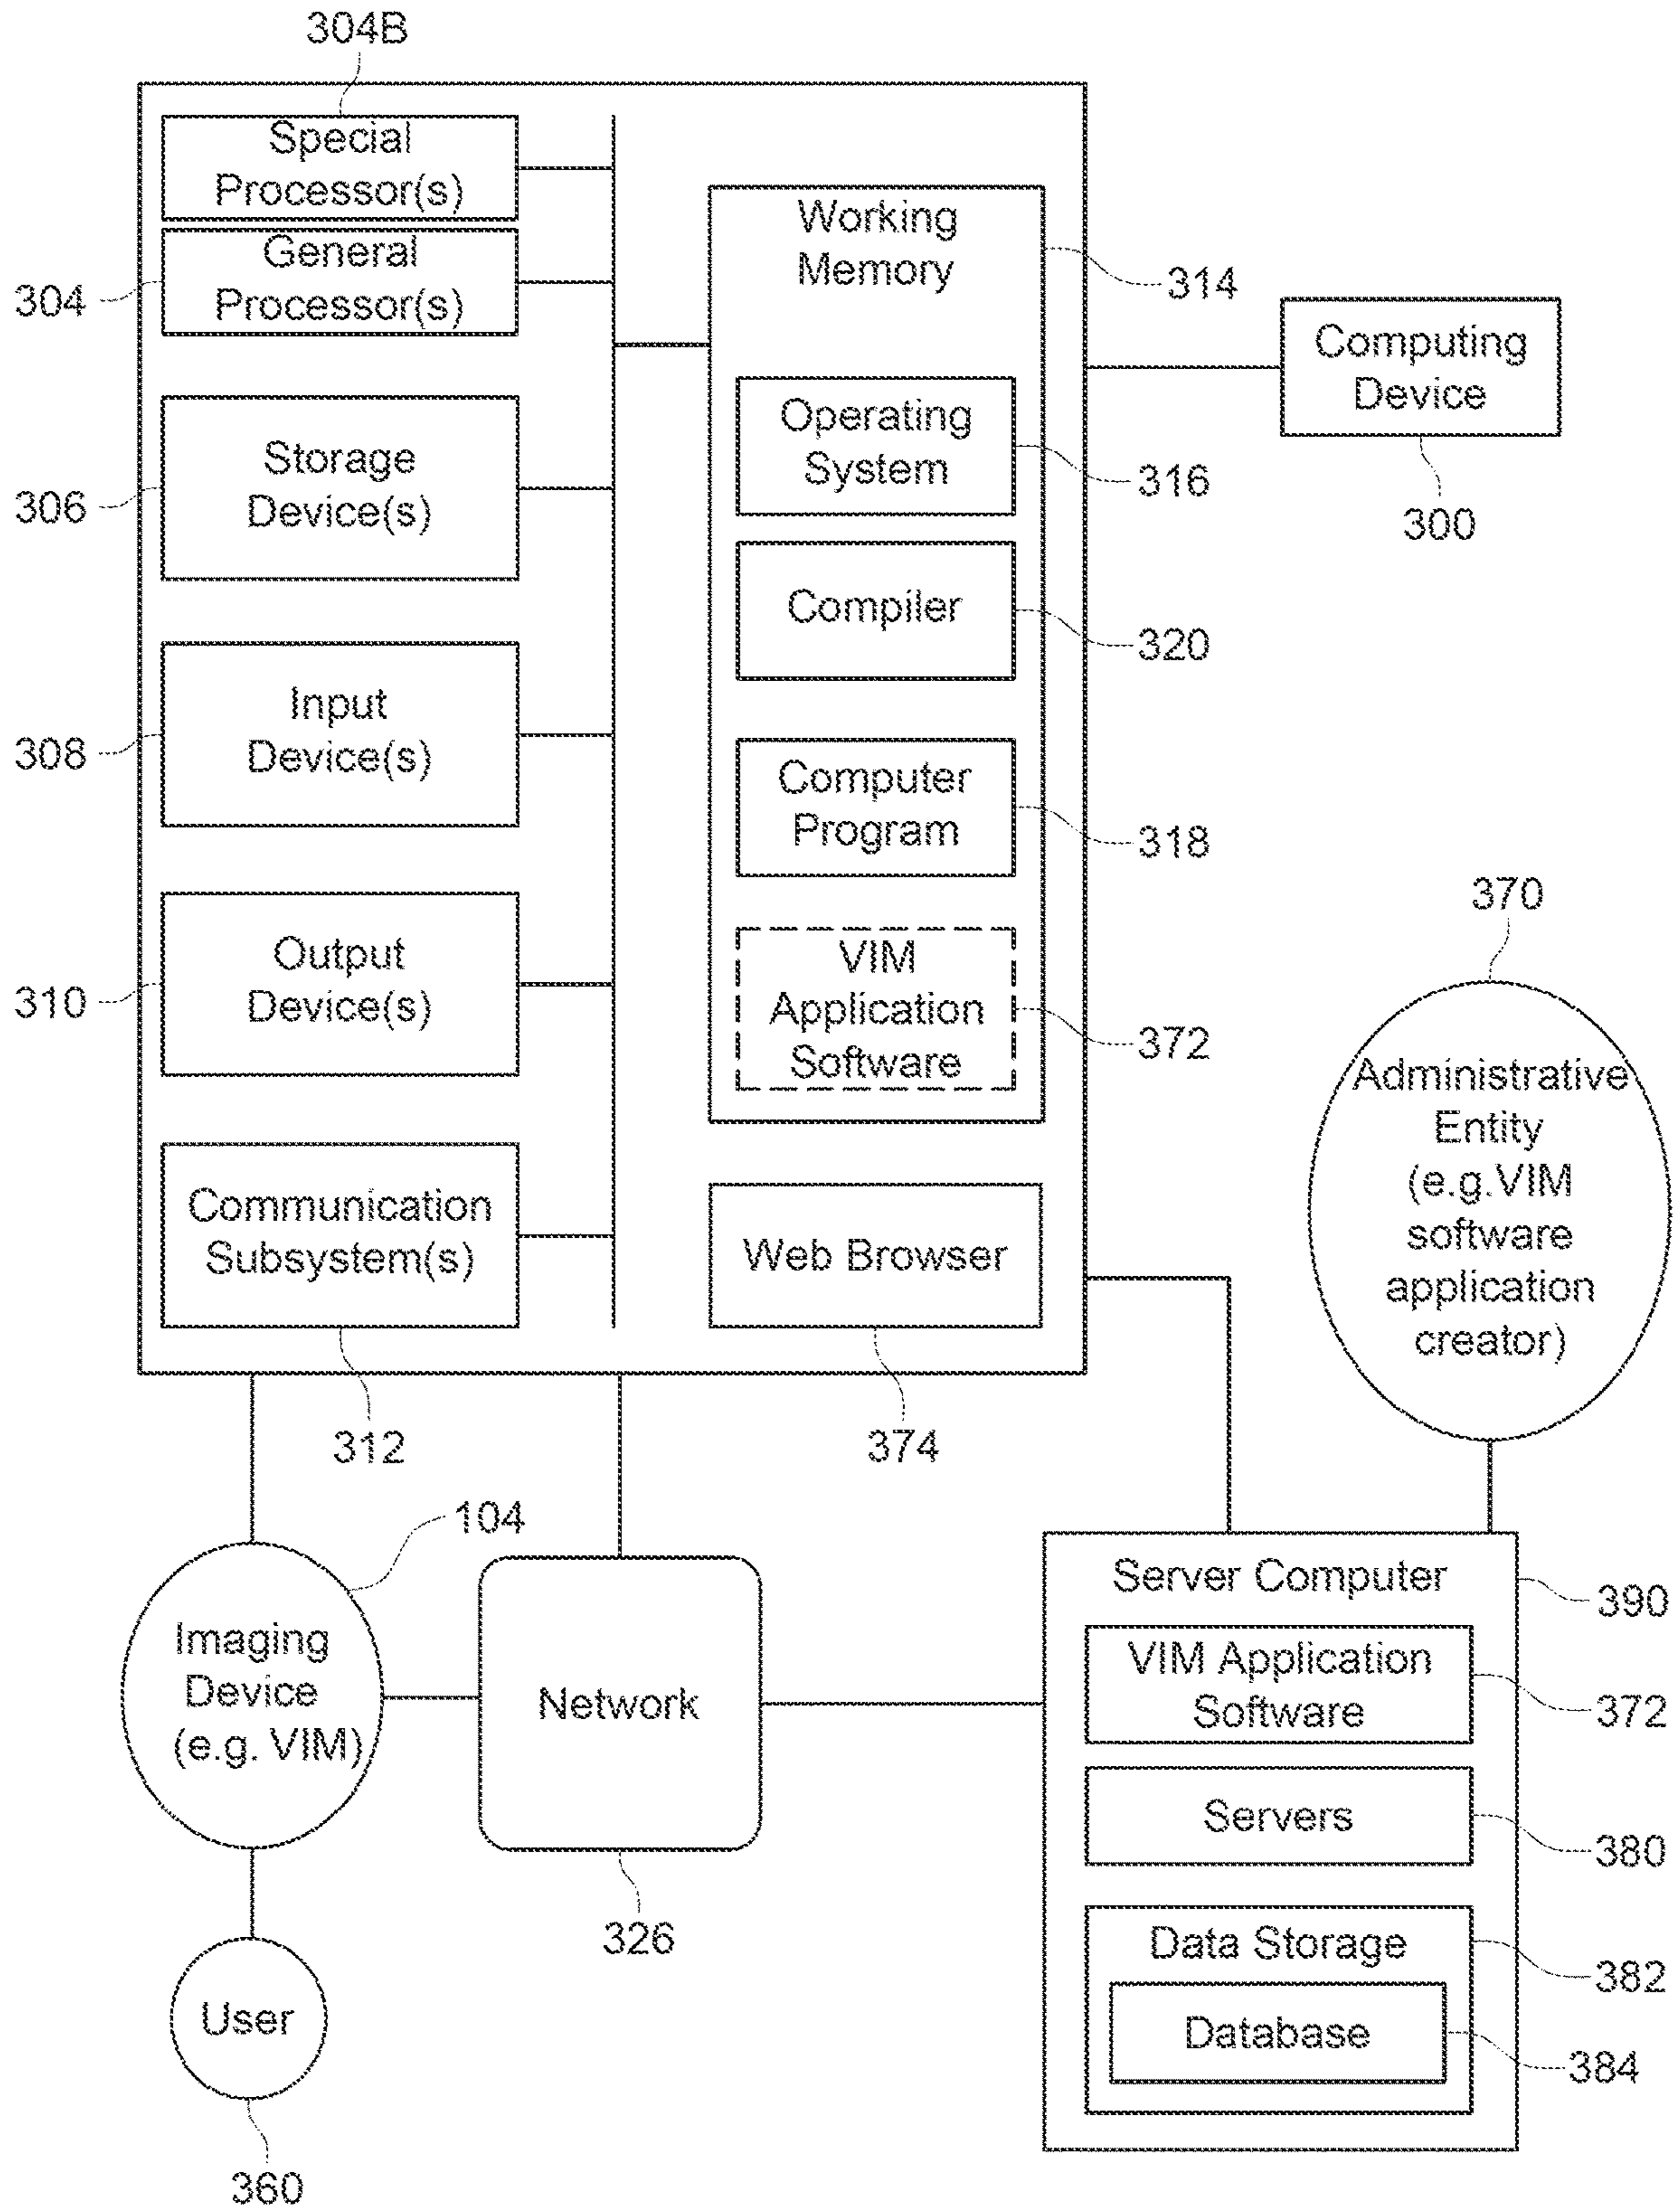 304B
Special
Processor(s)
General
Processor(s)
304
Storage
Device(s)
306
Input
Device(s)
308
Output
Device(s)
310
Communication
Subsystem(s)
312
Working
Memory
314
Operating
System
316
Compiler
320
Computer
Program
318
VIM
Application
Software
372
Web Browser
374
Computing
Device
300
370
Administrative
Entity
(e.g.VIM
software
application
creator)
104
Imaging
Device
(e.g. VIM)
Network
326
User
360
Server Computer
390
VIM Application
Software
372
Servers
380
Data Storage
382
Database
384